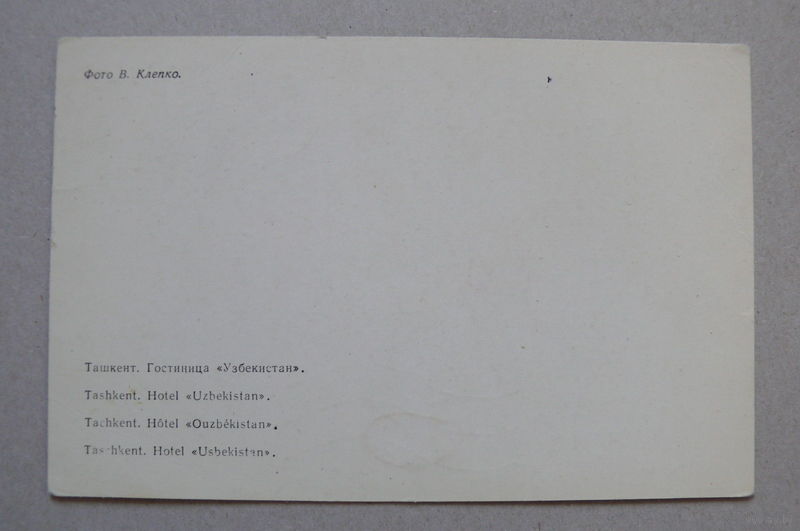 Фото В. Клепко.
Ташкент. Гостиница «Узбекистан».
Tashkent. Hotel «Uzbekistan».
Tachkent. Hôtel «Ouzbékistan».
Taschkent. Hotel «Usbekistan».